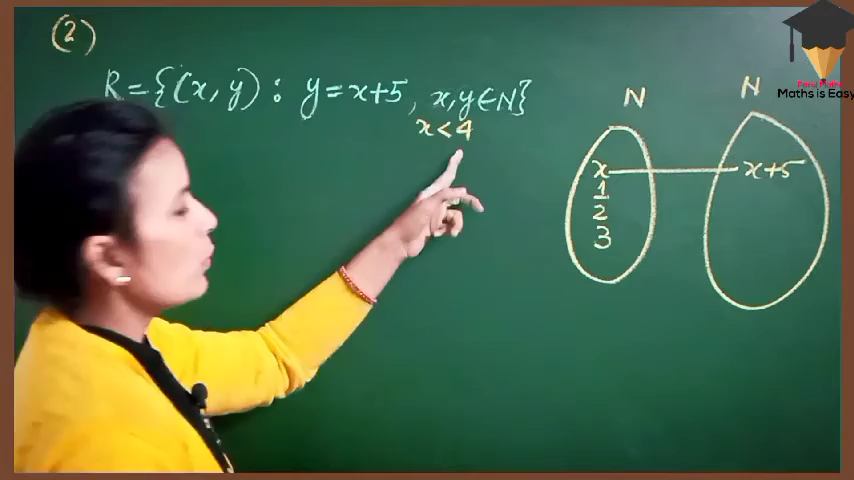 (2)
R = {(x, y) : y = x+5, x, y ∈ N}
x < 4
N
N
x
x+5
1
2
3
Maths is Easy